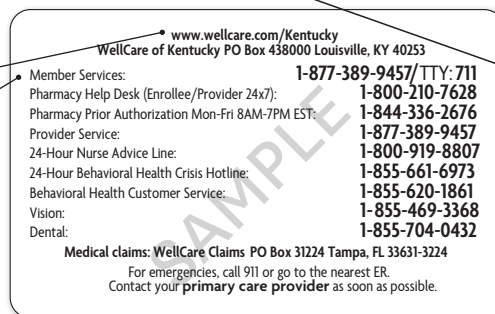 www.wellcare.com/Kentucky
WellCare of Kentucky PO Box 438000 Louisville, KY 40253
Member Services: 1-877-389-9457/TTY: 711
Pharmacy Help Desk (Enrollee/Provider 24x7): 1-800-210-7628
Pharmacy Prior Authorization Mon-Fri 8AM-7PM EST: 1-844-336-2676
Provider Service: 1-877-389-9457
24-Hour Nurse Advice Line: 1-800-919-8807
24-Hour Behavioral Health Crisis Hotline: 1-855-661-6973
Behavioral Health Customer Service: 1-855-620-1861
Vision: 1-855-469-3368
Dental: 1-855-704-0432
SAMPLE
Medical claims: WellCare Claims PO Box 31224 Tampa, FL 33631-3224
For emergencies, call 911 or go to the nearest ER.
Contact your primary care provider as soon as possible.